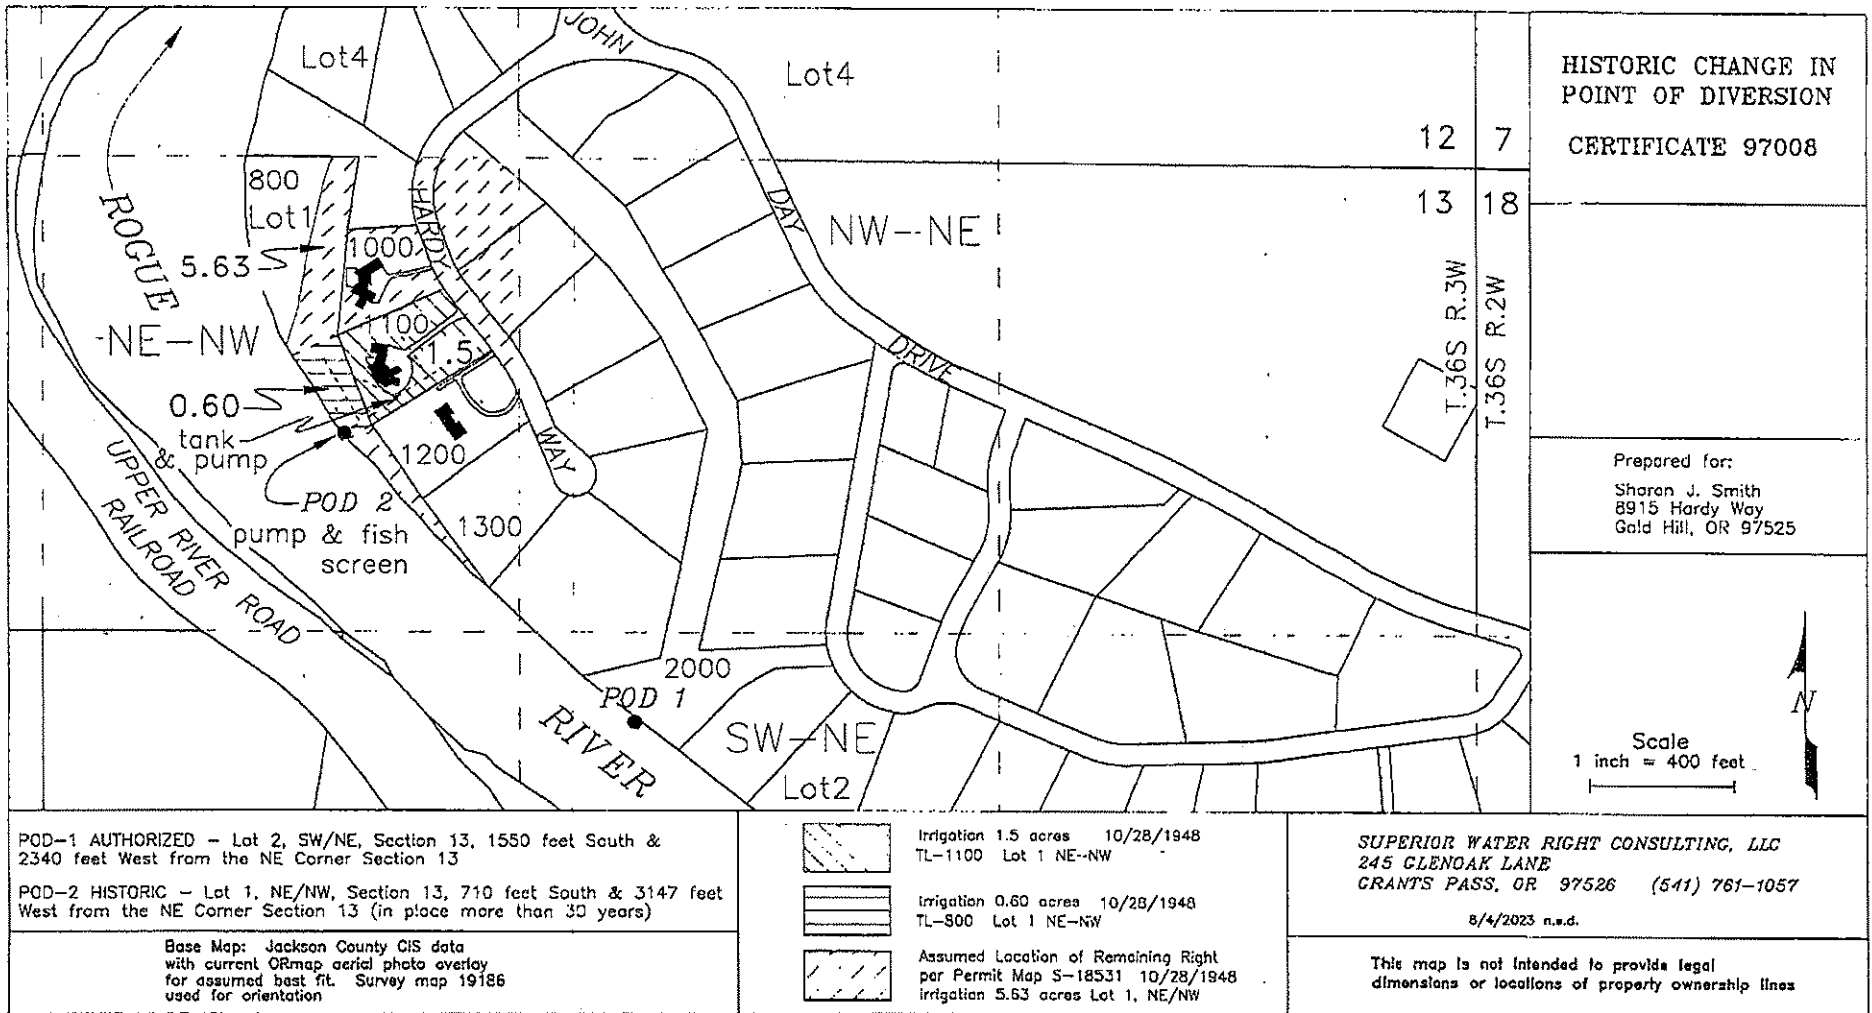 Lot4
JOHN
Lot4
12 7
13 18
800
Lot1
ROGUE
5.63
1000
HARDY
DAY
NW--NE
-NE-NW
100
1.5
0.60
tank
& pump
DRIVE
T.36S R.3W
T.36S R.2W
1200
WAY
POD 2
pump & fish
screen
1300
UPPER RIVER ROAD
RAILROAD
2000
POD 1
RIVER
SW-NE
Lot2
HISTORIC CHANGE IN
POINT OF DIVERSION
CERTIFICATE 97008
Prepared for:
Sharon J. Smith
8915 Hardy Way
Gold Hill, OR 97525
N
Scale
1 inch = 400 feet
POD-1 AUTHORIZED - Lot 2, SW/NE, Section 13, 1550 feet South &
2340 feet West from the NE Corner Section 13
POD-2 HISTORIC - Lot 1, NE/NW, Section 13, 710 feet South & 3147 feet
West from the NE Corner Section 13 (in place more than 30 years)
Base Map: Jackson County GIS data
with current ORmap aerial photo overlay
for assumed best fit. Survey map 19186
used for orientation
Irrigation 1.5 acres 10/28/1948
TL-1100 Lot 1 NE--NW
Irrigation 0.60 acres 10/28/1948
TL-800 Lot 1 NE-NW
Assumed Location of Remaining Right
per Permit Map S-18531 10/28/1948
irrigation 5.63 acres Lot 1, NE/NW
SUPERIOR WATER RIGHT CONSULTING, LLC
245 GLENOAK LANE
GRANTS PASS, OR 97526 (541) 761-1057
8/4/2023 n.e.d.
This map is not intended to provide legal
dimensions or locations of property ownership lines